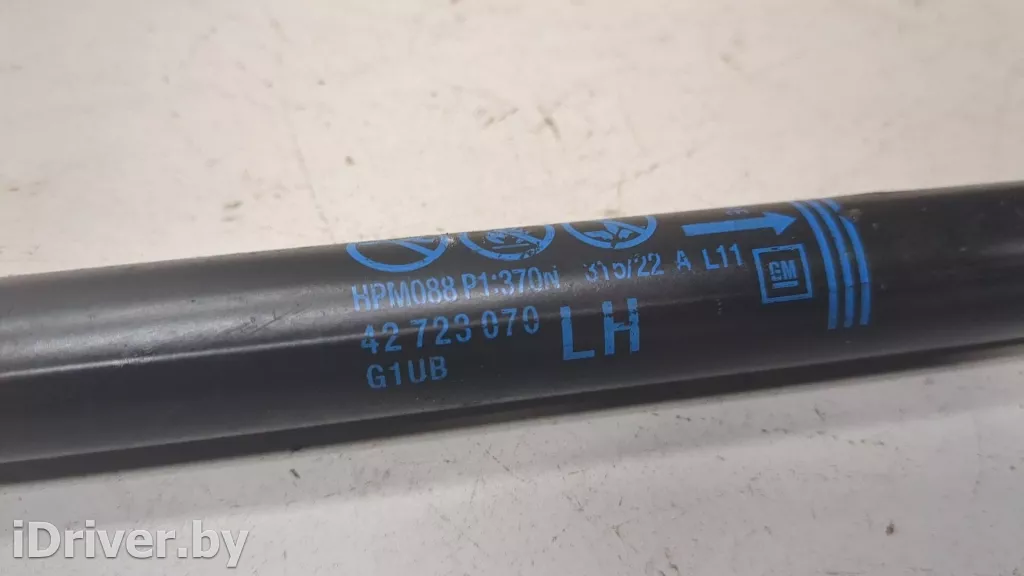 HPM088 P1:370N 315/22 A L11
GM
42 723 070 LH
G1UB
iDriver.by